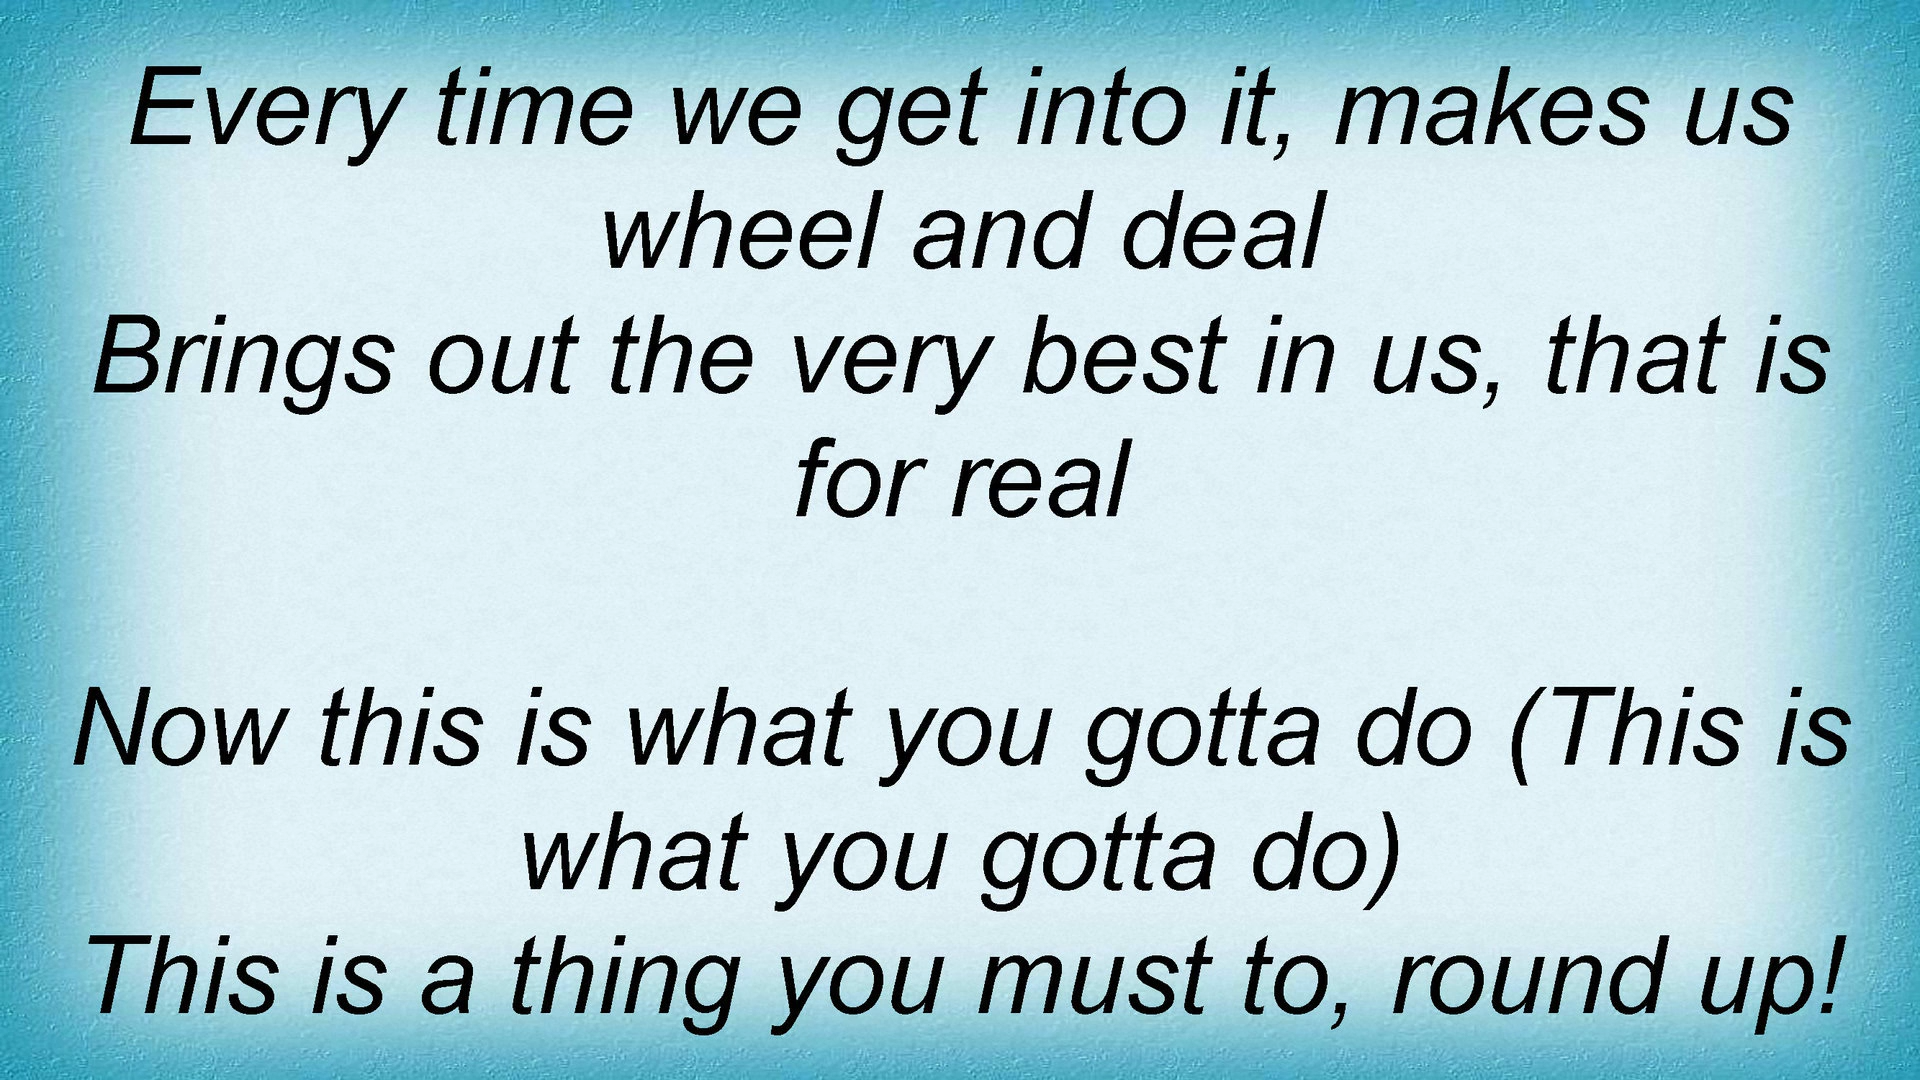 Every time we get into it, makes us
wheel and deal
Brings out the very best in us, that is
for real
Now this is what you gotta do (This is
what you gotta do)
This is a thing you must to, round up!